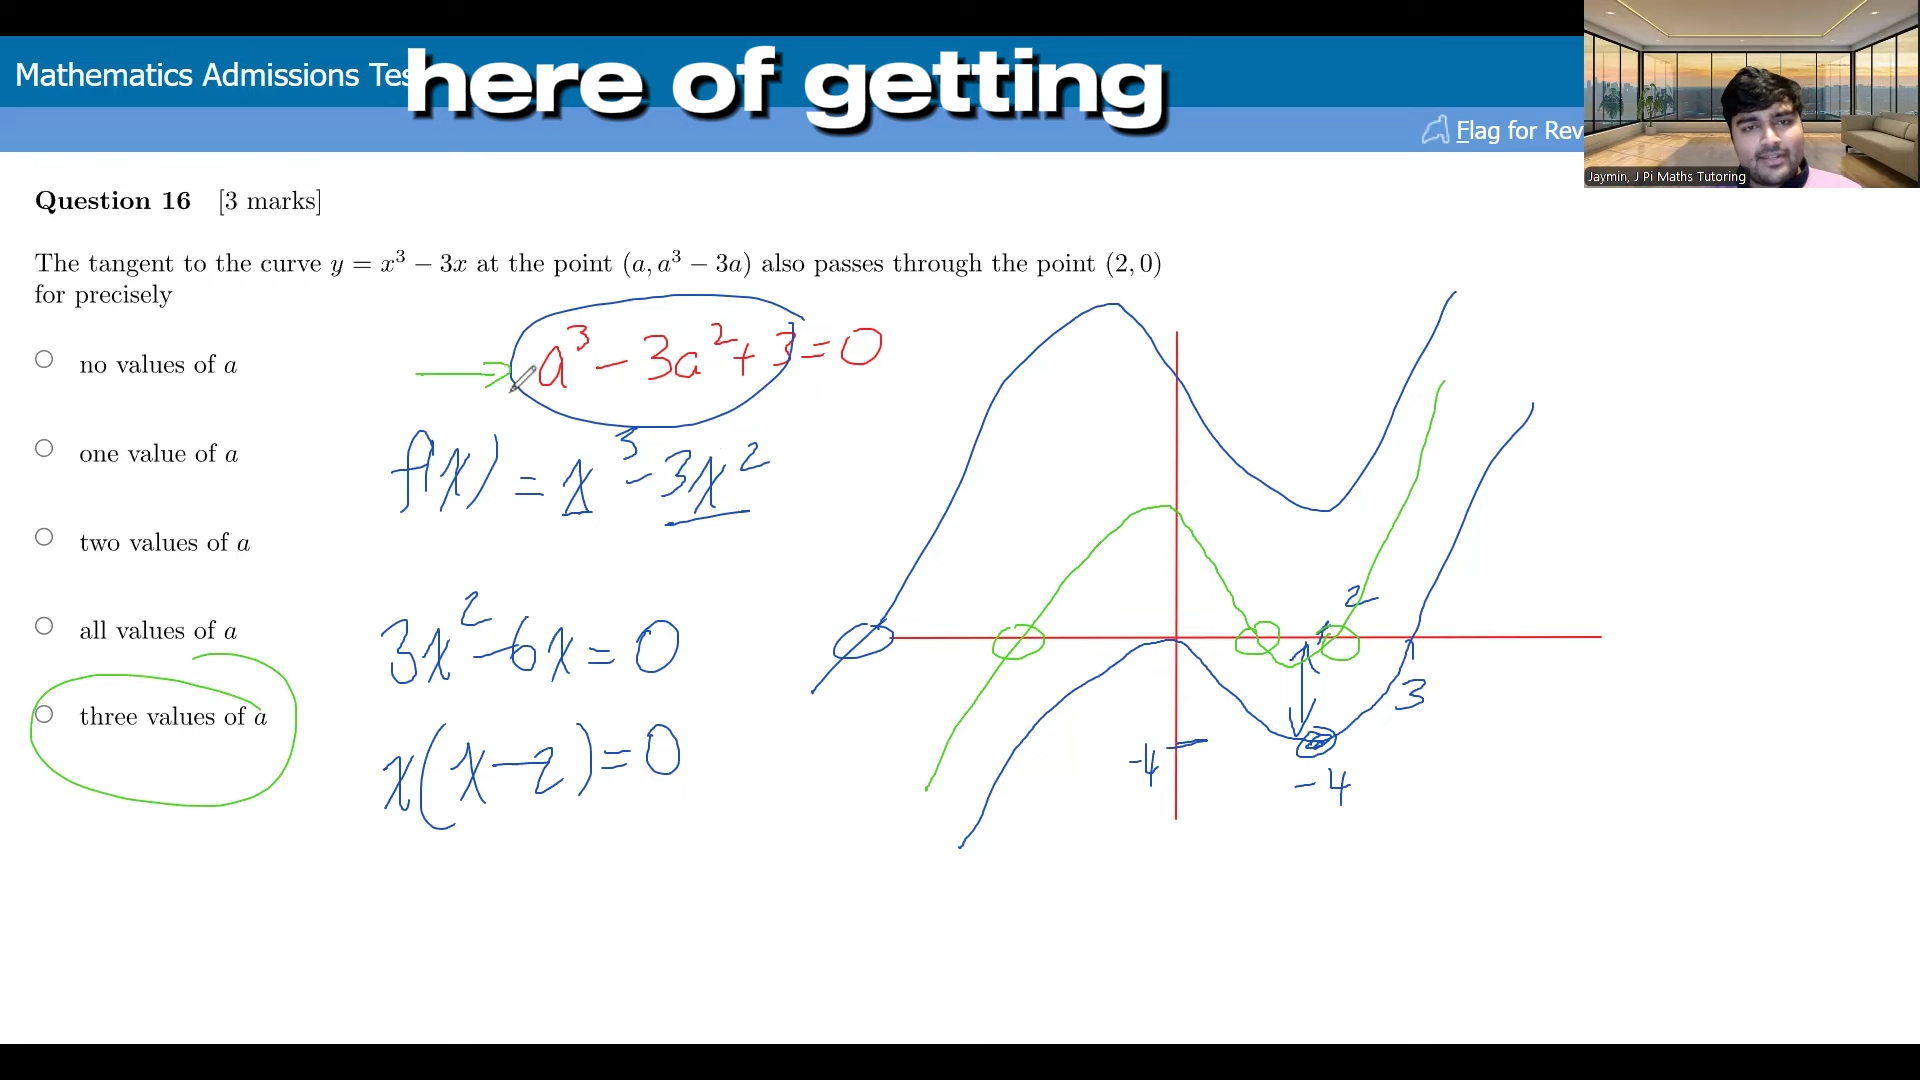 Mathematics Admissions Tes
here of getting
Flag for Rev
Jaymin, J Pi Maths Tutoring
Question 16 [3 marks]
The tangent to the curve y = x³ − 3x at the point (a, a³ − 3a) also passes through the point (2, 0)
for precisely
a³ − 3a² + 3 = 0
no values of a
f(x) = x³ − 3x²
one value of a
two values of a
3x² − 6x = 0
all values of a
three values of a
x(x − 2) = 0
2
3
-4
-4